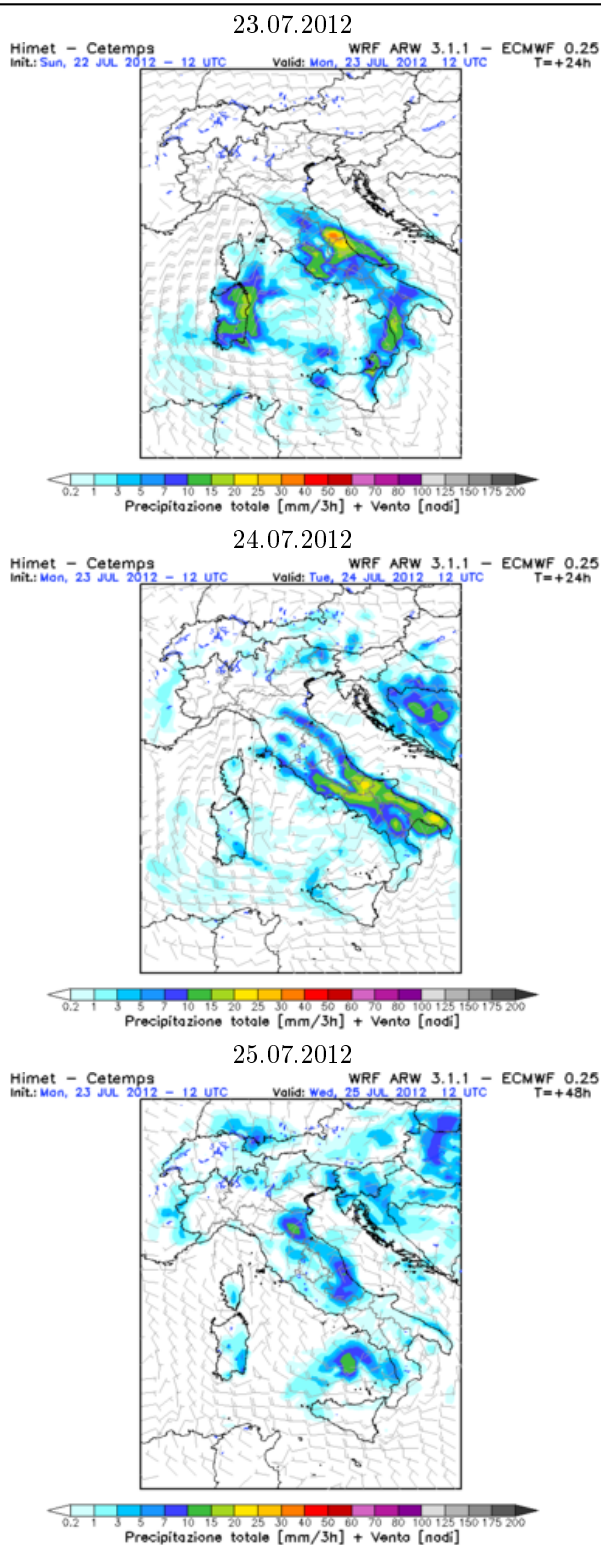 23.07.2012
Himet – Cetemps WRF ARW 3.1.1 – ECMWF 0.25
Init.: Sun, 22 JUL 2012 – 12 UTC Valid: Mon, 23 JUL 2012 12 UTC T=+24h
0.2 1 3 5 7 10 15 20 25 30 40 50 60 70 80 100 125 150 175 200
Precipitazione totale [mm/3h] + Vento [nodi]
24.07.2012
Himet – Cetemps WRF ARW 3.1.1 – ECMWF 0.25
Init.: Mon, 23 JUL 2012 – 12 UTC Valid: Tue, 24 JUL 2012 12 UTC T=+24h
0.2 1 3 5 7 10 15 20 25 30 40 50 60 70 80 100 125 150 175 200
Precipitazione totale [mm/3h] + Vento [nodi]
25.07.2012
Himet – Cetemps WRF ARW 3.1.1 – ECMWF 0.25
Init.: Mon, 23 JUL 2012 – 12 UTC Valid: Wed, 25 JUL 2012 12 UTC T=+48h
0.2 1 3 5 7 10 15 20 25 30 40 50 60 70 80 100 125 150 175 200
Precipitazione totale [mm/3h] + Vento [nodi]